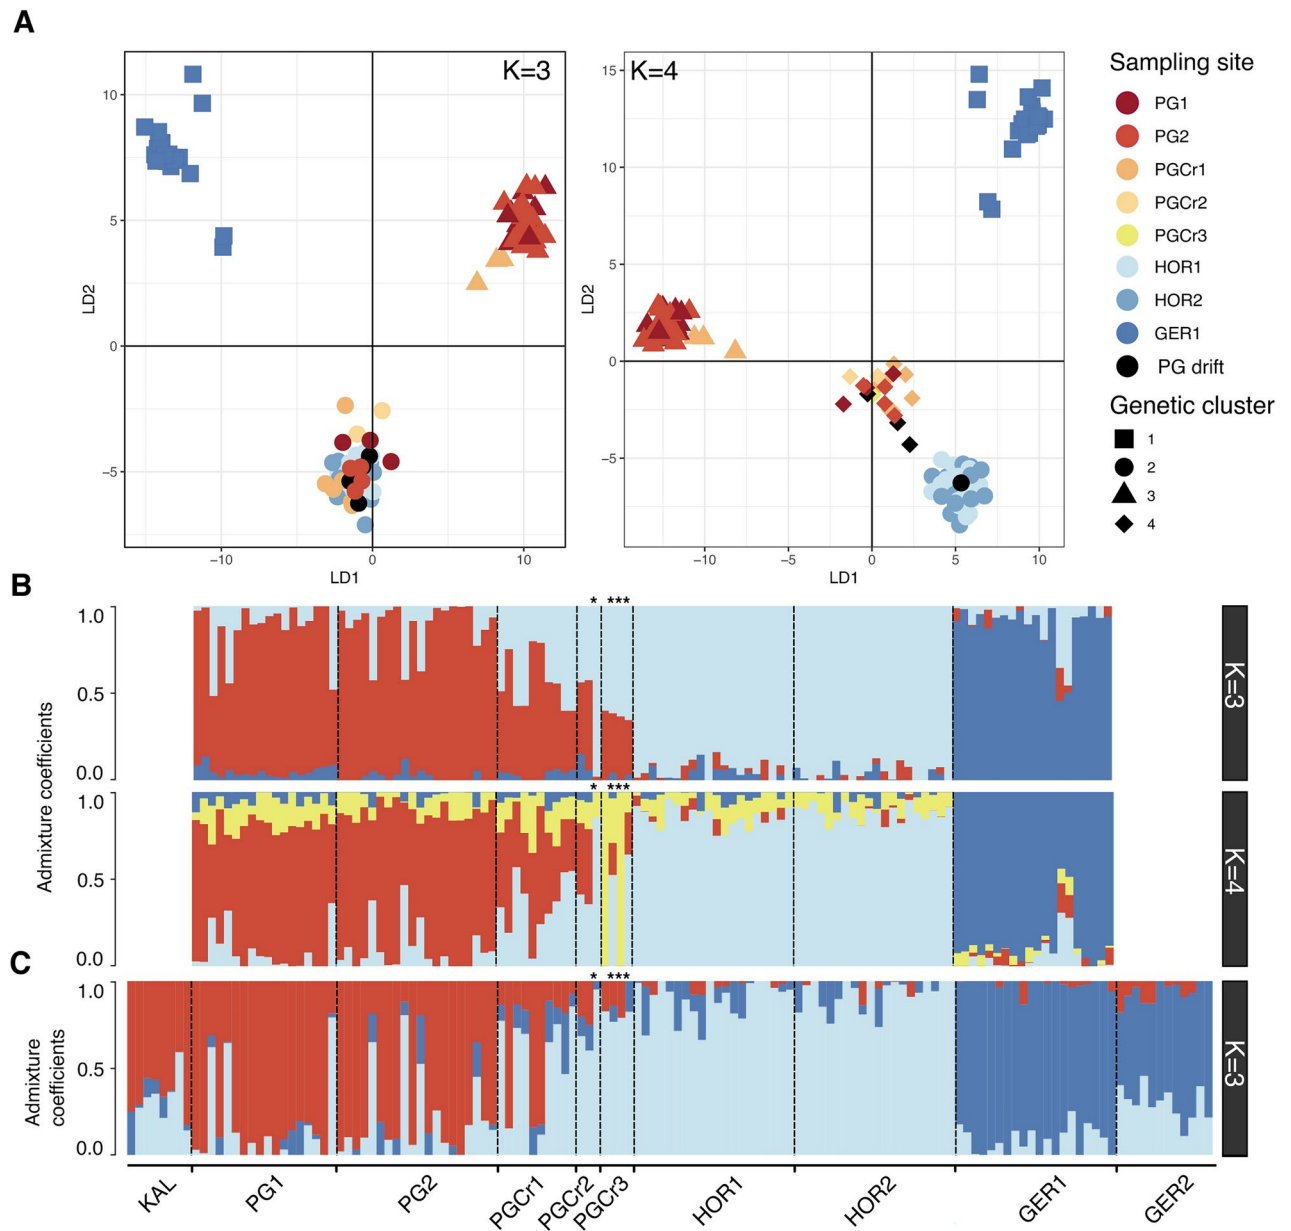 A
K=3
K=4
10
5
0
−5
LD2
−10
0
10
LD1
15
10
5
0
−5
LD2
−10
−5
0
5
10
LD1
Sampling site
PG1
PG2
PGCr1
PGCr2
PGCr3
HOR1
HOR2
GER1
PG drift
Genetic cluster
1
2
3
4
B
* ***
1.0
0.5
0.0
K=3
Admixture coefficients
* ***
1.0
0.5
0.0
K=4
C
* ***
1.0
0.5
0.0
K=3
Admixture
coefficients
KAL
PG1
PG2
PGCr1
PGCr2
PGCr3
HOR1
HOR2
GER1
GER2